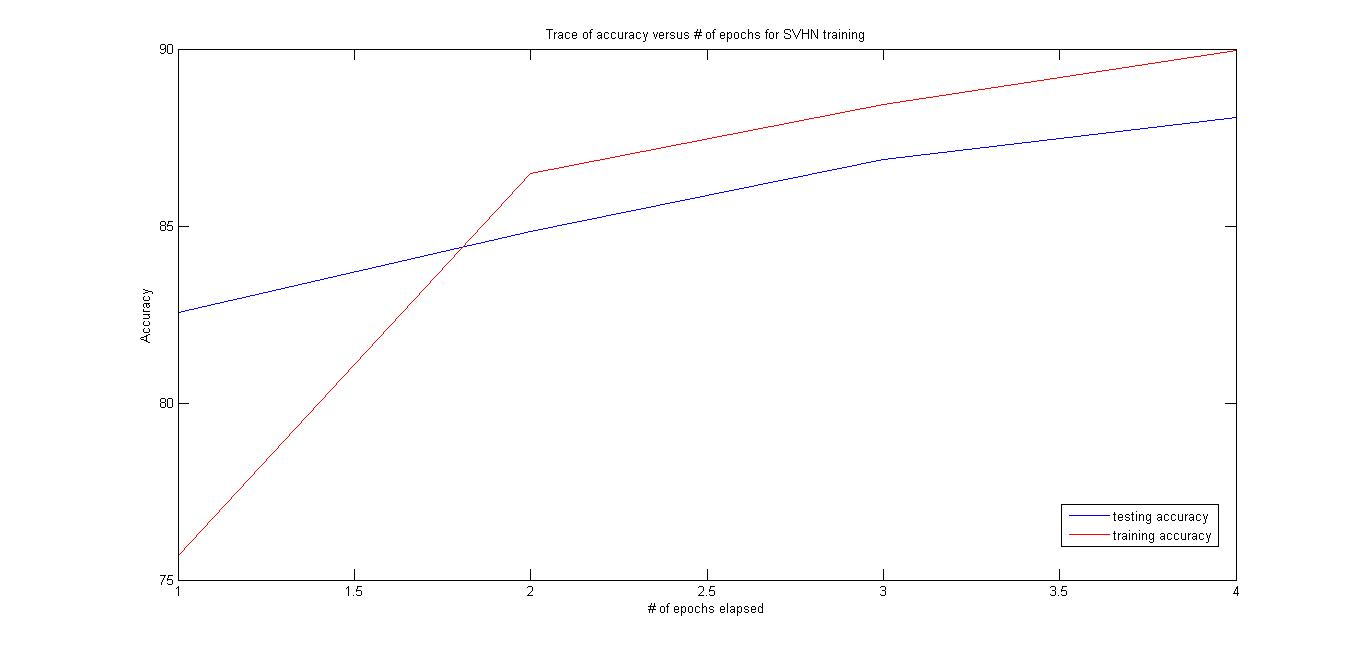 Trace of accuracy versus # of epochs for SVHN training
90
85
80
75
Accuracy
1 1.5 2 2.5 3 3.5 4
# of epochs elapsed
testing accuracy
training accuracy